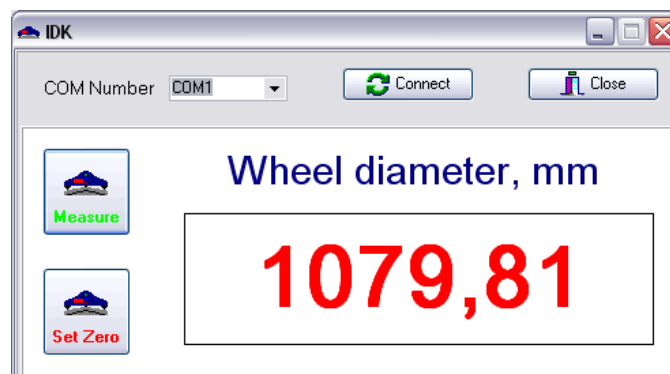 IDK
COM Number COM1 Connect Close
Wheel diameter, mm
Measure
1079,81
Set Zero